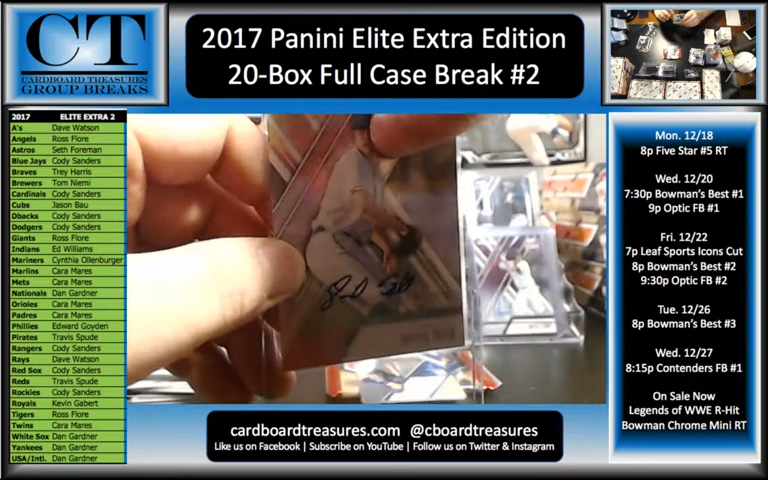 CT
CARDBOARD TREASURES
GROUP BREAKS
2017 Panini Elite Extra Edition
20-Box Full Case Break #2
2017 ELITE EXTRA 2
A's Dave Watson
Angels Ross Flore
Astros Seth Foreman
Blue Jays Cody Sanders
Braves Trey Harris
Brewers Tom Niemi
Cardinals Cody Sanders
Cubs Jason Bau
Dbacks Cody Sanders
Dodgers Cody Sanders
Giants Ross Flore
Indians Ed Williams
Mariners Cynthia Ollenburger
Marlins Cara Mares
Mets Cara Mares
Nationals Dan Gardner
Orioles Cara Mares
Padres Cara Mares
Phillies Edward Goyden
Pirates Travis Spude
Rangers Cody Sanders
Rays Dave Watson
Red Sox Cody Sanders
Reds Travis Spude
Rockies Cody Sanders
Royals Kevin Gabert
Tigers Ross Flore
Twins Cara Mares
White Sox Dan Gardner
Yankees Dan Gardner
USA/Intl. Dan Gardner
cardboardtreasures.com @cboardtreasures
Like us on Facebook | Subscribe on YouTube | Follow us on Twitter & Instagram
Mon. 12/18
8p Five Star #5 RT
Wed. 12/20
7:30p Bowman's Best #1
9p Optic FB #1
Fri. 12/22
7p Leaf Sports Icons Cut
8p Bowman's Best #2
9:30p Optic FB #2
Tue. 12/26
8p Bowman's Best #3
Wed. 12/27
8:15p Contenders FB #1
On Sale Now
Legends of WWE R-Hit
Bowman Chrome Mini RT